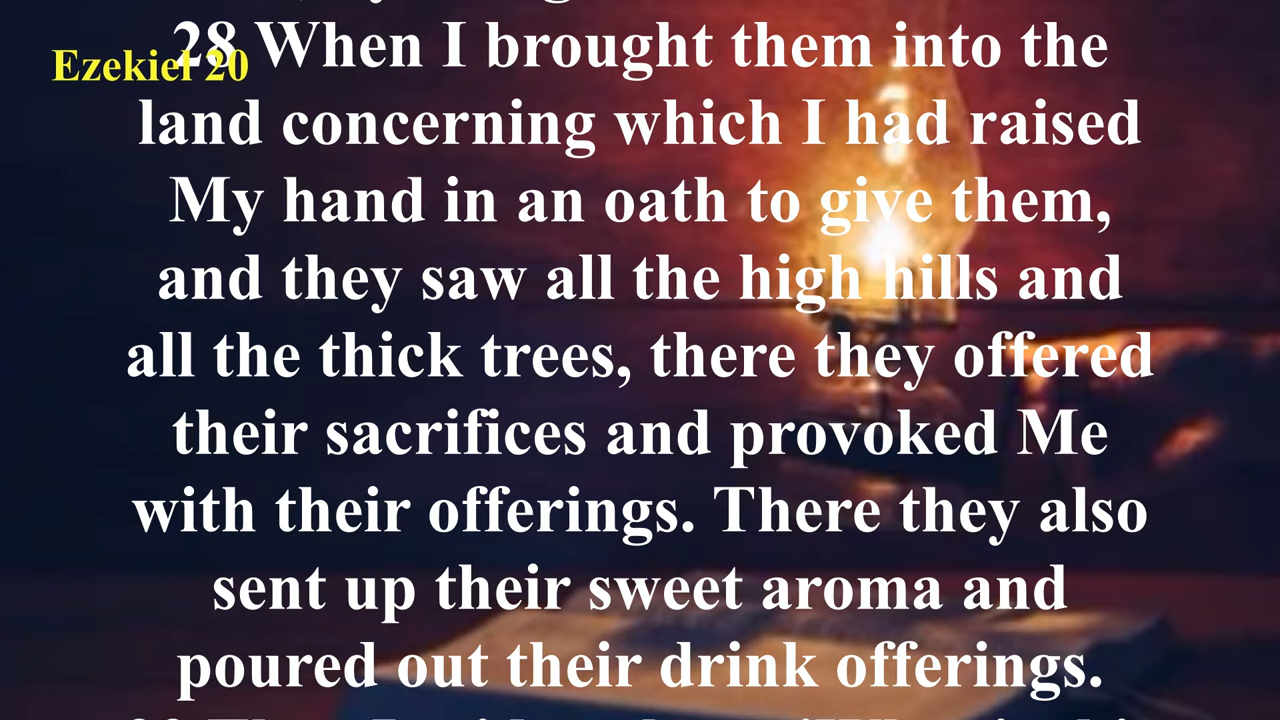 Ezekiel 20
28 When I brought them into the
land concerning which I had raised
My hand in an oath to give them,
and they saw all the high hills and
all the thick trees, there they offered
their sacrifices and provoked Me
with their offerings. There they also
sent up their sweet aroma and
poured out their drink offerings.